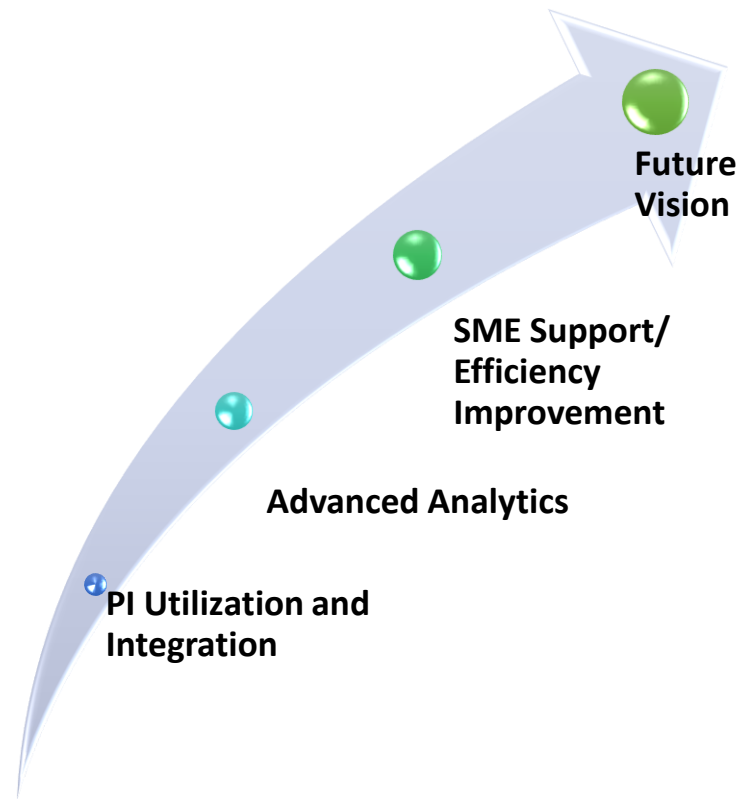 Future
Vision
SME Support/
Efficiency
Improvement
Advanced Analytics
PI Utilization and
Integration